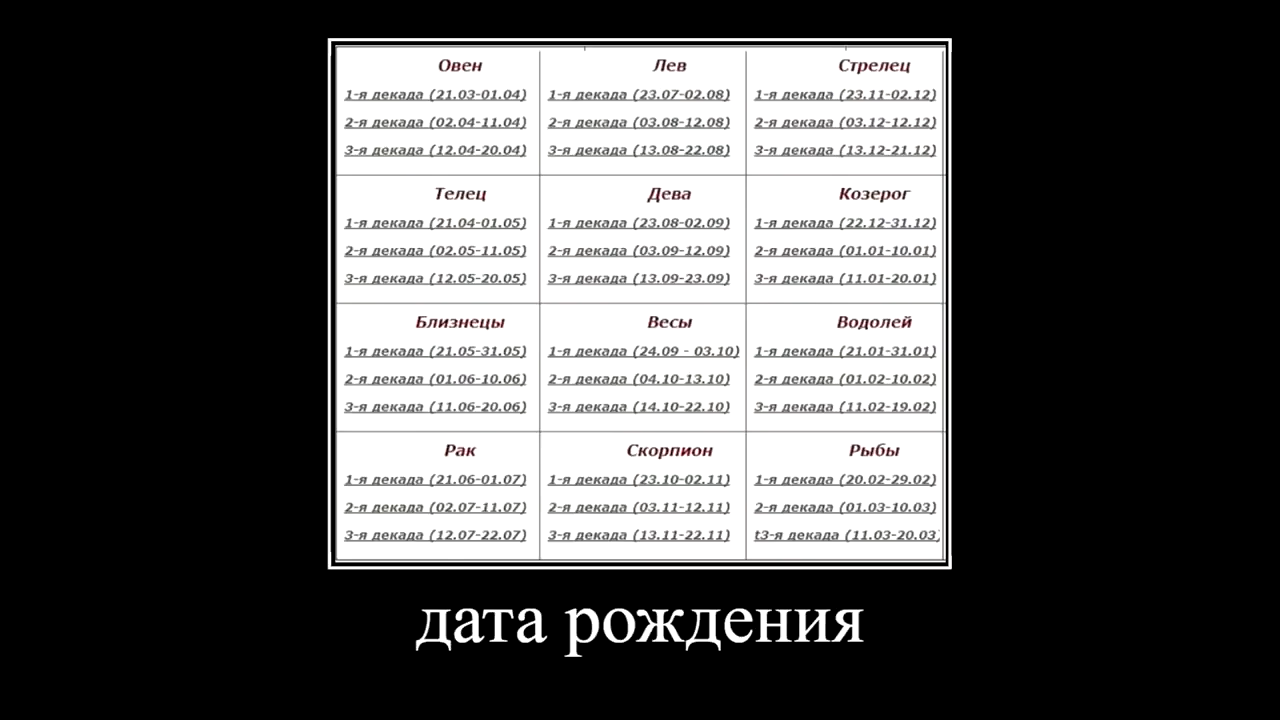 Овен
1-я декада (21.03-01.04)
2-я декада (02.04-11.04)
3-я декада (12.04-20.04)
Лев
1-я декада (23.07-02.08)
2-я декада (03.08-12.08)
3-я декада (13.08-22.08)
Стрелец
1-я декада (23.11-02.12)
2-я декада (03.12-12.12)
3-я декада (13.12-21.12)
Телец
1-я декада (21.04-01.05)
2-я декада (02.05-11.05)
3-я декада (12.05-20.05)
Дева
1-я декада (23.08-02.09)
2-я декада (03.09-12.09)
3-я декада (13.09-23.09)
Козерог
1-я декада (22.12-31.12)
2-я декада (01.01-10.01)
3-я декада (11.01-20.01)
Близнецы
1-я декада (21.05-31.05)
2-я декада (01.06-10.06)
3-я декада (11.06-20.06)
Весы
1-я декада (24.09 - 03.10)
2-я декада (04.10-13.10)
3-я декада (14.10-22.10)
Водолей
1-я декада (21.01-31.01)
2-я декада (01.02-10.02)
3-я декада (11.02-19.02)
Рак
1-я декада (21.06-01.07)
2-я декада (02.07-11.07)
3-я декада (12.07-22.07)
Скорпион
1-я декада (23.10-02.11)
2-я декада (03.11-12.11)
3-я декада (13.11-22.11)
Рыбы
1-я декада (20.02-29.02)
2-я декада (01.03-10.03)
t3-я декада (11.03-20.03)
дата рождения